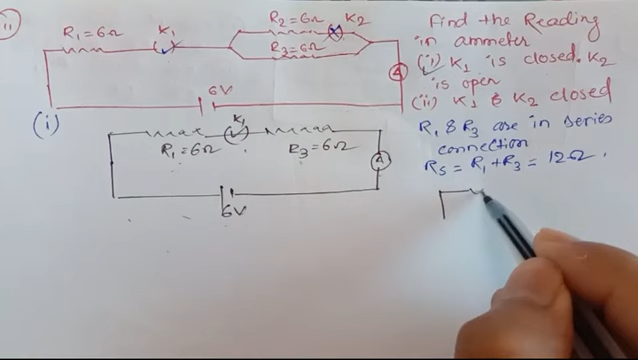 ii)
R₁=6Ω
K₁
R₂=6Ω
K₂
R₃=6Ω
A
6V
Find the Reading
in ammeter
(i) K₁ is closed. K₂
is open
(ii) K₁ & K₂ closed
(i)
K₁
R₁=6Ω
R₃=6Ω
A
6V
R₁ & R₃ are in series
connection
Rs = R₁+R₃ = 12Ω.